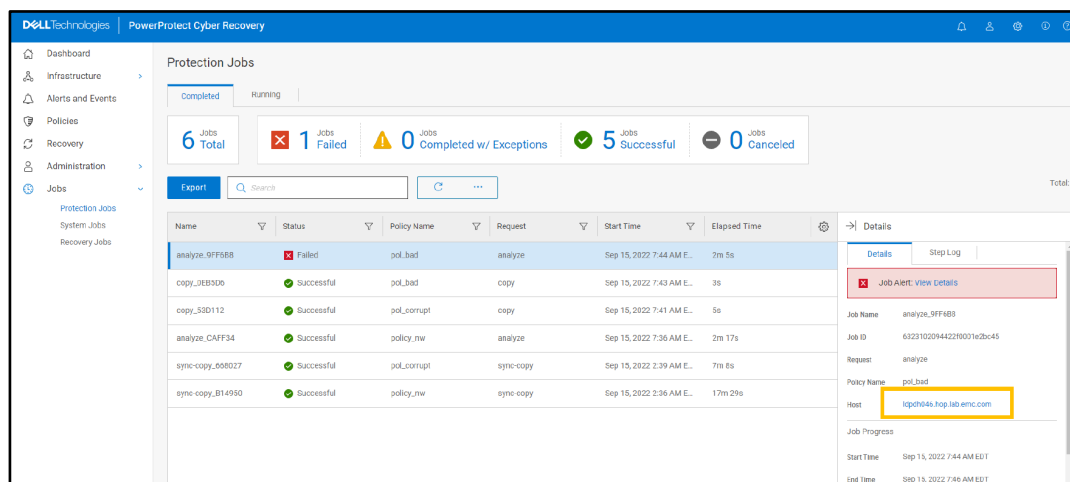 DELLTechnologies PowerProtect Cyber Recovery
Dashboard
Infrastructure
Alerts and Events
Policies
Recovery
Administration
Jobs
Protection Jobs
System Jobs
Recovery Jobs
Protection Jobs
Completed Running
6 Jobs Total
1 Jobs Failed
0 Jobs Completed w/ Exceptions
5 Jobs Successful
0 Jobs Canceled
Export Search ...
Total:
Name Status Policy Name Request Start Time Elapsed Time
analyze_9FF6B8 Failed pol_bad analyze Sep 15, 2022 7:44 AM E... 2m 5s
copy_0EB5D6 Successful pol_bad copy Sep 15, 2022 7:43 AM E... 3s
copy_53D112 Successful pol_corrupt copy Sep 15, 2022 7:41 AM E... 5s
analyze_CAFF34 Successful policy_nw analyze Sep 15, 2022 7:36 AM E... 2m 17s
sync-copy_668027 Successful pol_corrupt sync-copy Sep 15, 2022 2:39 AM E... 7m 8s
sync-copy_B14950 Successful policy_nw sync-copy Sep 15, 2022 2:36 AM E... 17m 29s
Details
Details Step Log
Job Alert: View Details
Job Name analyze_9FF6B8
Job ID 6323102094422f0031e2bc45
Request analyze
Policy Name pol_bad
Host ldpdh046.hop.lab.emc.com
Job Progress
Start Time Sep 15, 2022 7:44 AM EDT
End Time Sep 15, 2022 7:46 AM EDT